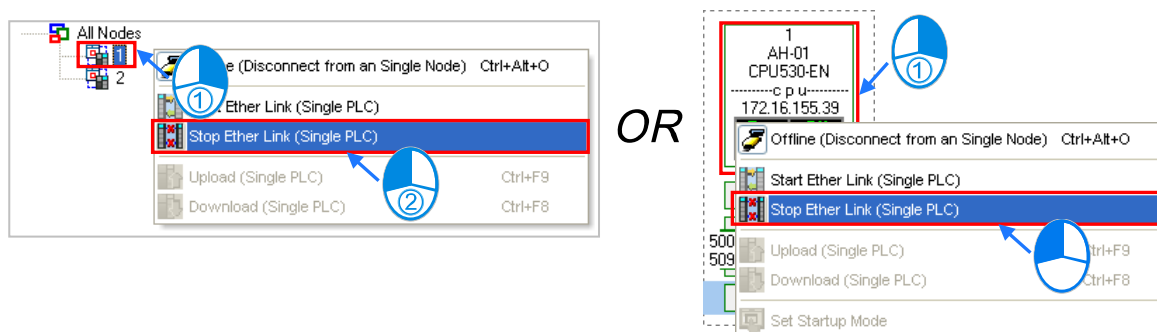 All Nodes
1
2
①
e (Disconnect from an Single Node) Ctrl+Alt+O
Ether Link (Single PLC)
Stop Ether Link (Single PLC)
②
Upload (Single PLC) Ctrl+F9
Download (Single PLC) Ctrl+F8
OR
1
AH-01
CPU530-EN
--------c p u--------
172.16.155.39
①
Offline (Disconnect from an Single Node) Ctrl+Alt+O
Start Ether Link (Single PLC)
Stop Ether Link (Single PLC)
500
509
Upload (Single PLC) Ctrl+F9
Download (Single PLC) Ctrl+F8
Set Startup Mode